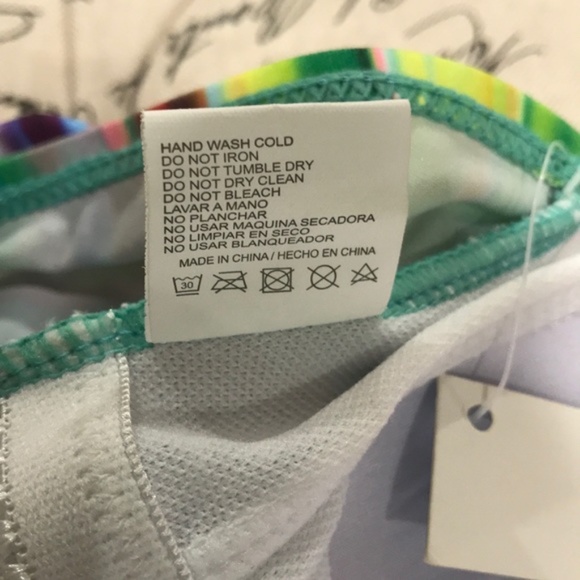 HAND WASH COLD
DO NOT IRON
DO NOT TUMBLE DRY
DO NOT DRY CLEAN
DO NOT BLEACH
LAVAR A MANO
NO PLANCHAR
NO USAR MAQUINA SECADORA
NO LIMPIAR EN SECO
NO USAR BLANQUEADOR
MADE IN CHINA / HECHO EN CHINA
30